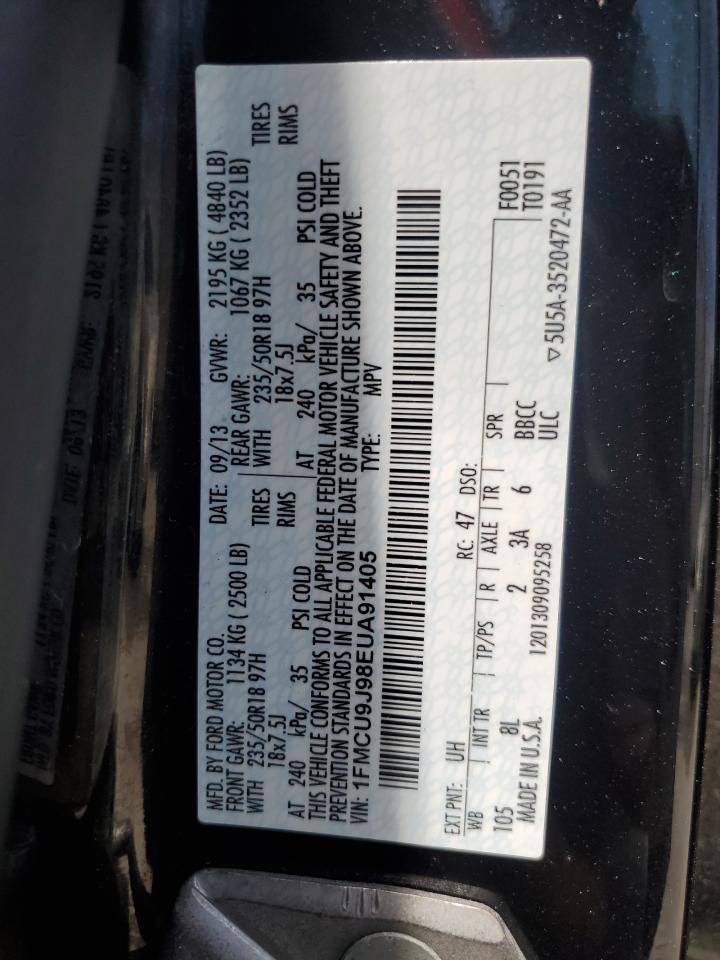 MFD. BY FORD MOTOR CO. DATE: 09/13 GVWR: 2195 KG ( 4840 LB)
FRONT GAWR: 1134 KG ( 2500 LB) REAR GAWR: 1067 KG ( 2352 LB)
WITH 235/50R18 97H TIRES WITH 235/50R18 97H TIRES
18x7.5J RIMS 18x7.5J RIMS
AT 240 kPa/ 35 PSI COLD AT 240 kPa/ 35 PSI COLD
THIS VEHICLE CONFORMS TO ALL APPLICABLE FEDERAL MOTOR VEHICLE SAFETY AND THEFT
PREVENTION STANDARDS IN EFFECT ON THE DATE OF MANUFACTURE SHOWN ABOVE.
VIN: 1FMCU9J98EUA91405 TYPE: MPV
EXT PNT: UH RC: 47 DSO:
WB INT TR TP/PS R AXLE TR SPR F0051
105 8L 2 3A 6 BBCC T0191
ULC
MADE IN U.S.A. 1201309095258 ▽5U5A-3520472-AA